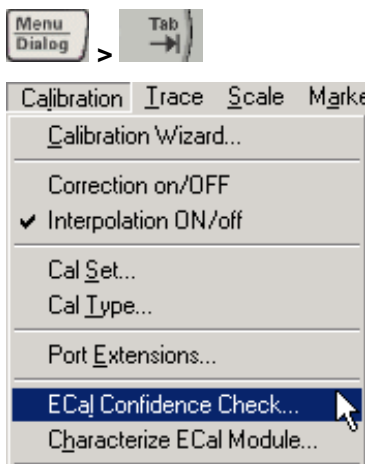 Menu Tab
Dialog >
Calibration Trace Scale Marke
Calibration Wizard...
Correction on/OFF
Interpolation ON/off
Cal Set...
Cal Type...
Port Extensions...
ECal Confidence Check...
Characterize ECal Module...